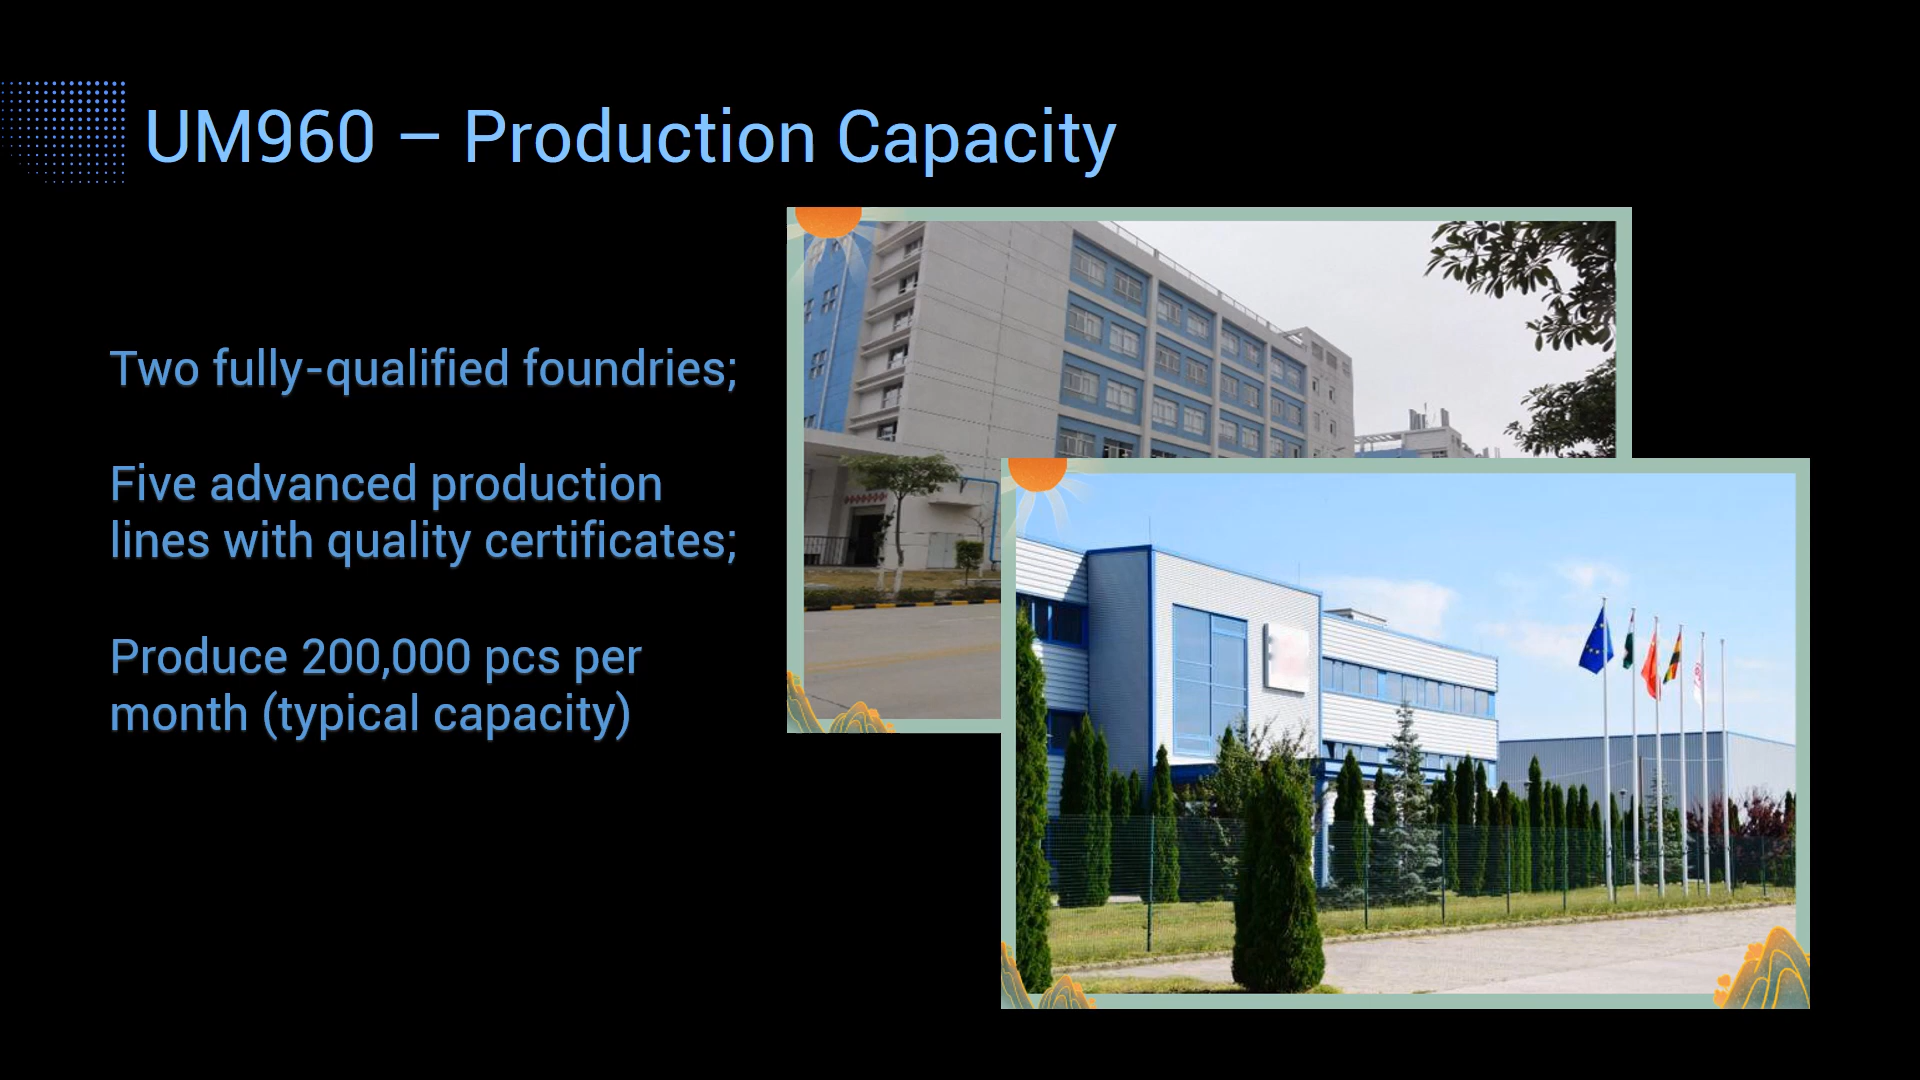 UM960 – Production Capacity
Two fully-qualified foundries;
Five advanced production
lines with quality certificates;
Produce 200,000 pcs per
month (typical capacity)